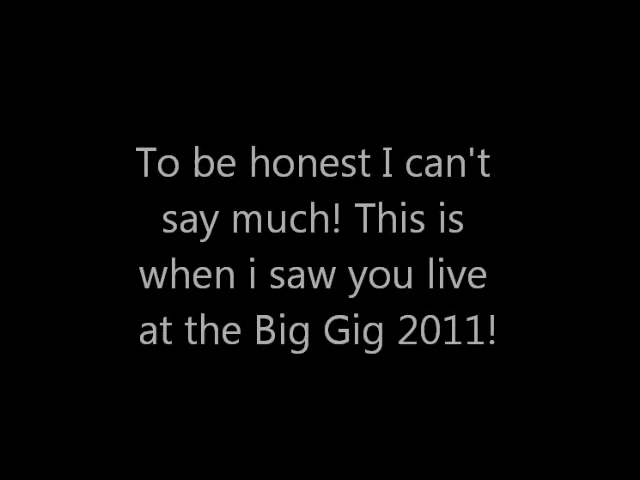 To be honest I can't
say much! This is
when i saw you live
at the Big Gig 2011!